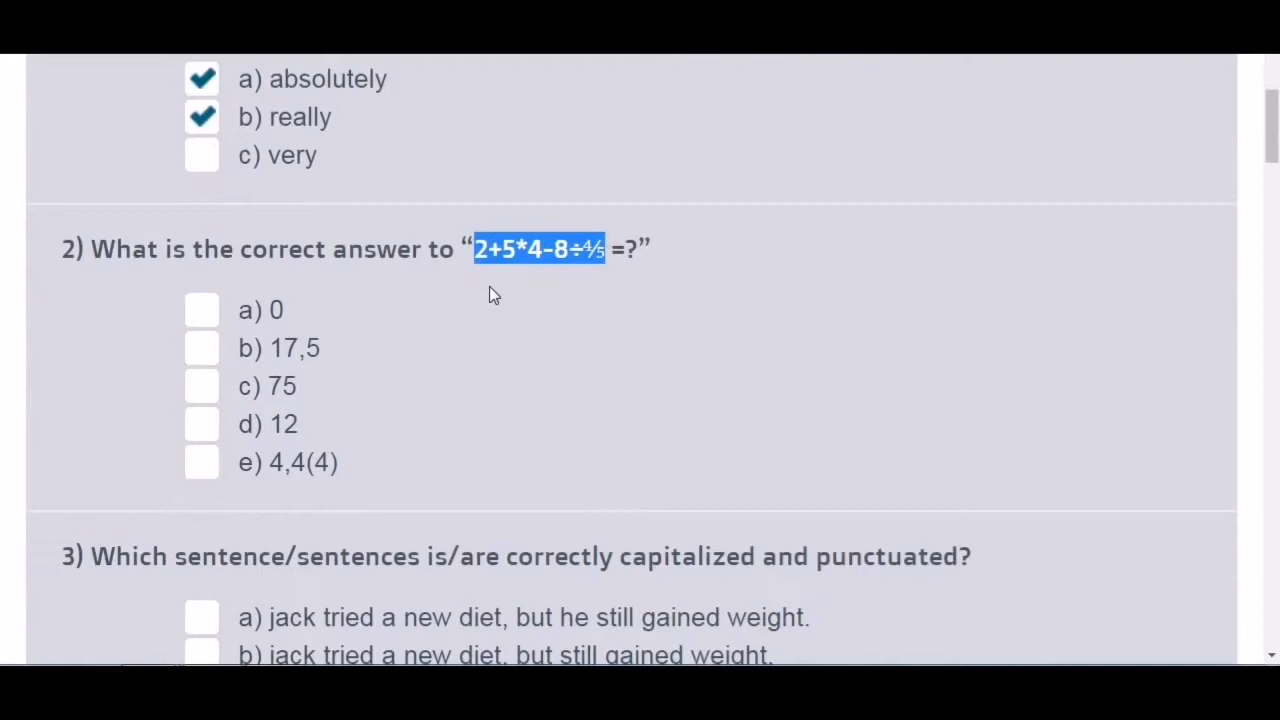 a) absolutely
b) really
c) very
2) What is the correct answer to “2+5*4-8÷⅘ =?”
a) 0
b) 17,5
c) 75
d) 12
e) 4,4(4)
3) Which sentence/sentences is/are correctly capitalized and punctuated?
a) jack tried a new diet, but he still gained weight.
b) jack tried a new diet, but still gained weight.